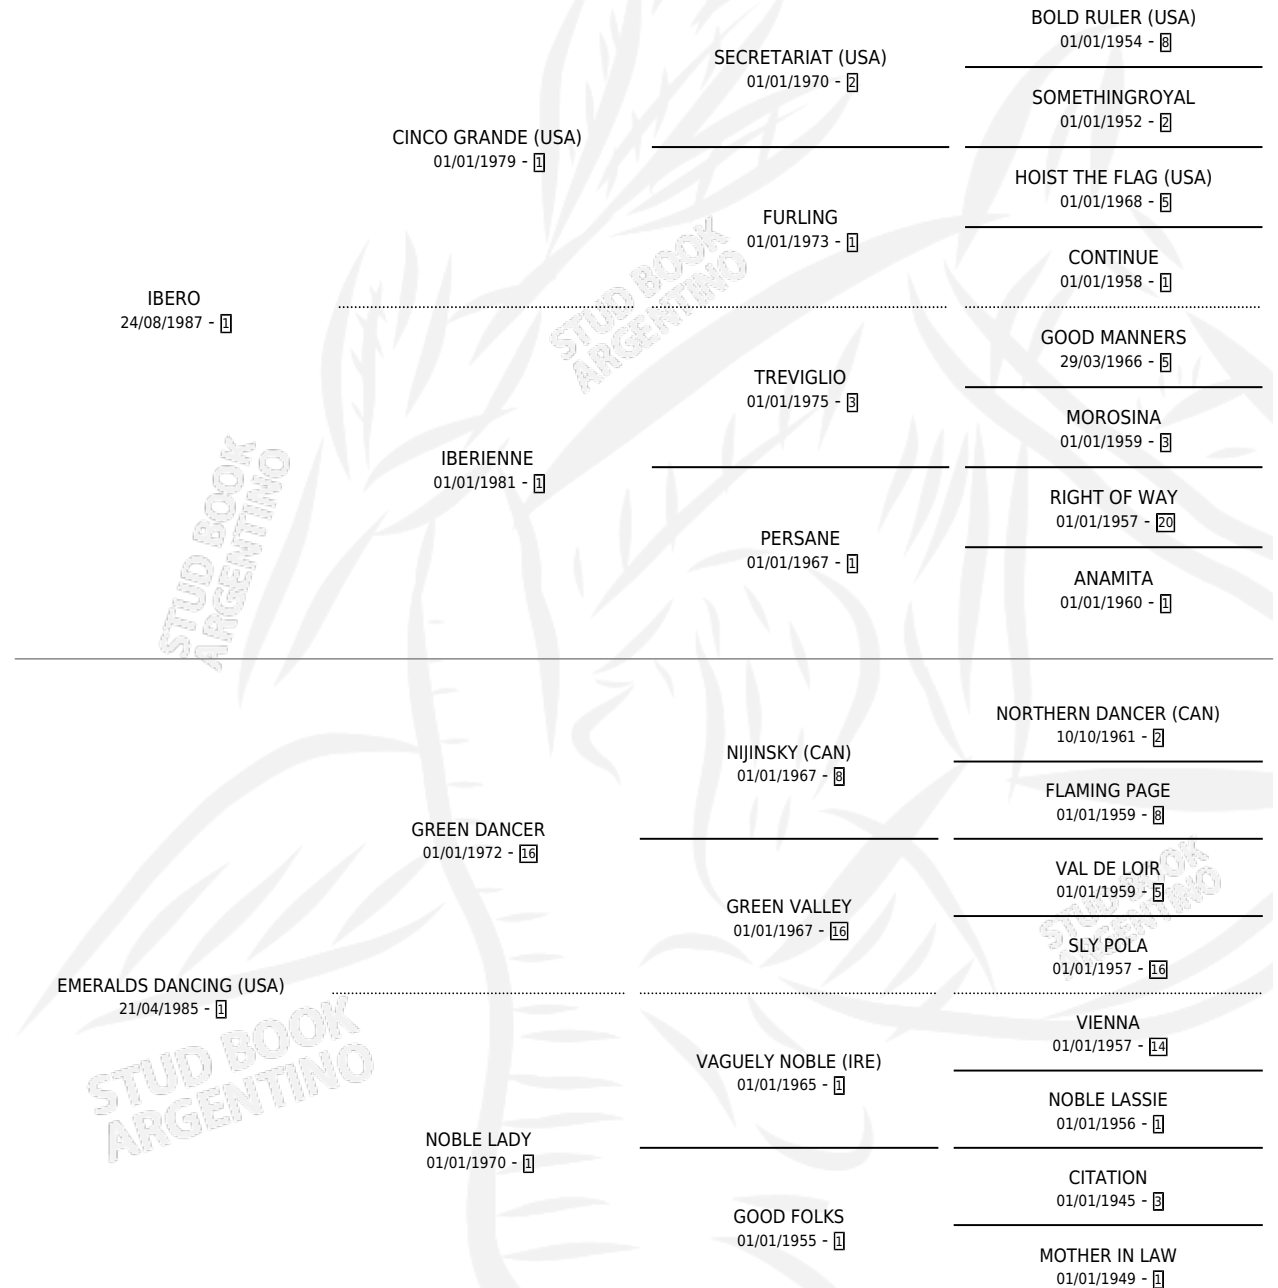 BOLD RULER (USA)
01/01/1954 - 8
SECRETARIAT (USA)
01/01/1970 - 2
SOMETHINGROYAL
01/01/1952 - 2
CINCO GRANDE (USA)
01/01/1979 - 1
HOIST THE FLAG (USA)
01/01/1968 - 5
FURLING
01/01/1973 - 1
CONTINUE
01/01/1958 - 1
IBERO
24/08/1987 - 1
GOOD MANNERS
29/03/1966 - 5
TREVIGLIO
01/01/1975 - 3
MOROSINA
01/01/1959 - 3
IBERIENNE
01/01/1981 - 1
RIGHT OF WAY
01/01/1957 - 20
PERSANE
01/01/1967 - 1
ANAMITA
01/01/1960 - 1
STUD BOOK
ARGENTINO
STUD BOOK
ARGENTINO
NORTHERN DANCER (CAN)
10/10/1961 - 2
NIJINSKY (CAN)
01/01/1967 - 8
FLAMING PAGE
01/01/1959 - 8
GREEN DANCER
01/01/1972 - 16
VAL DE LOIR
01/01/1959 - 5
GREEN VALLEY
01/01/1967 - 16
SLY POLA
01/01/1957 - 16
EMERALDS DANCING (USA)
21/04/1985 - 1
VIENNA
01/01/1957 - 14
VAGUELY NOBLE (IRE)
01/01/1965 - 1
NOBLE LASSIE
01/01/1956 - 1
NOBLE LADY
01/01/1970 - 1
CITATION
01/01/1945 - 3
GOOD FOLKS
01/01/1955 - 1
MOTHER IN LAW
01/01/1949 - 1
STUD BOOK
ARGENTINO
STUD BOOK
ARGENTINO